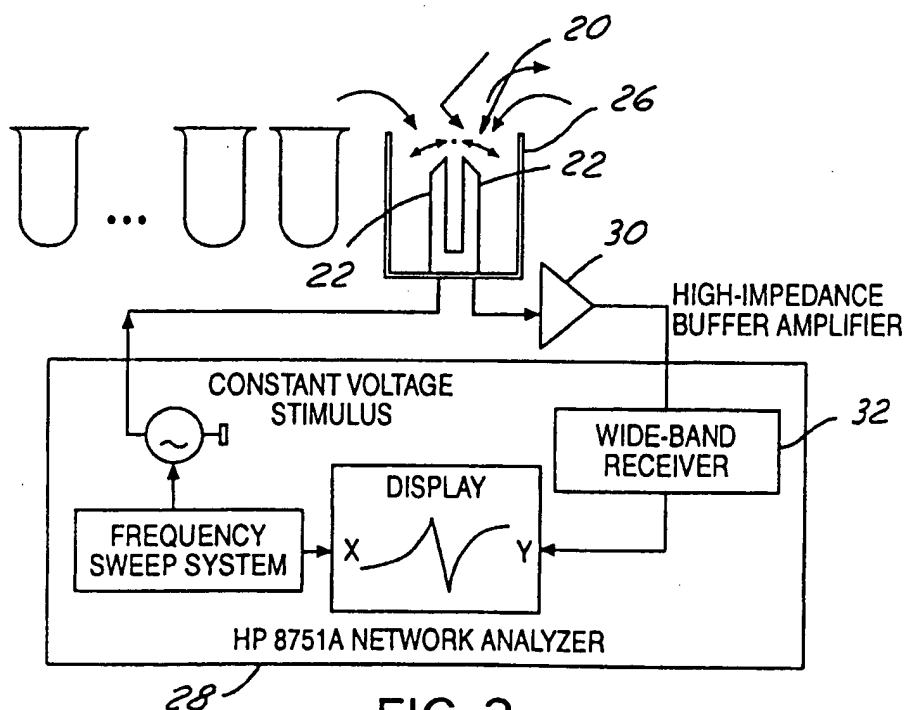 20
26
22
22
30
HIGH-IMPEDANCE
BUFFER AMPLIFIER
CONSTANT VOLTAGE
STIMULUS
32
WIDE-BAND
RECEIVER
DISPLAY
FREQUENCY
SWEEP SYSTEM
X
Y
HP 8751A NETWORK ANALYZER
28